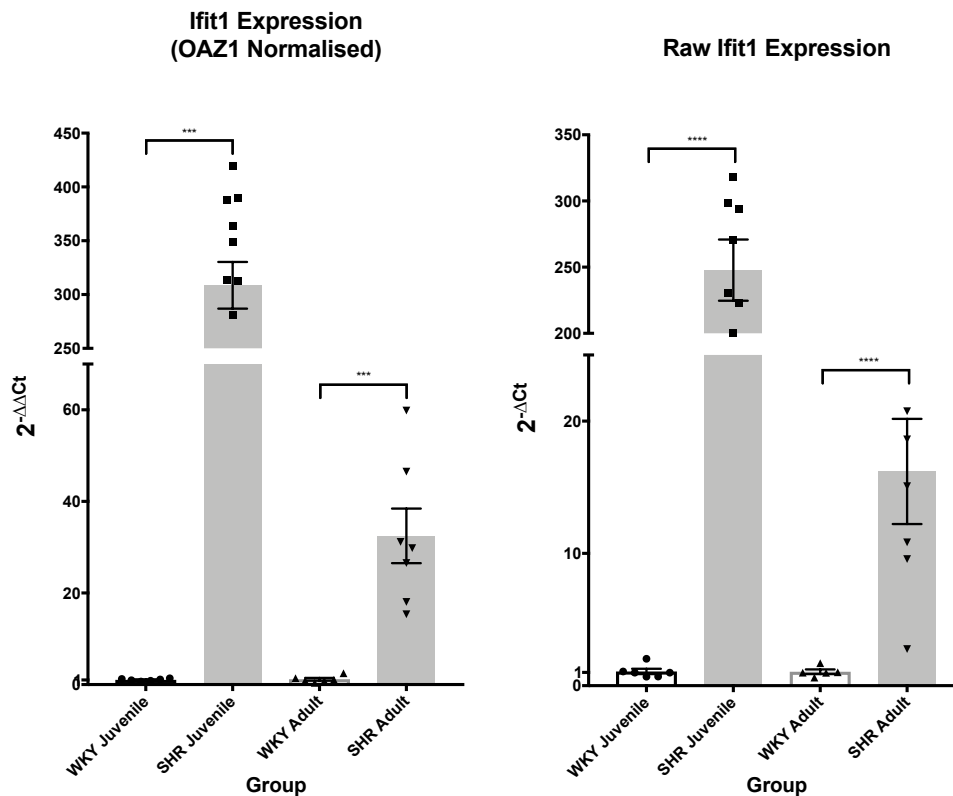 Ifit1 Expression
(OAZ1 Normalised)
2-ΔΔCt
450
400
350
300
250
60
40
20
1
0
***
***
WKY Juvenile
SHR Juvenile
WKY Adult
SHR Adult
Group
Raw Ifit1 Expression
2-ΔCt
350
300
250
200
20
10
1
0
****
****
WKY Juvenile
SHR Juvenile
WKY Adult
SHR Adult
Group